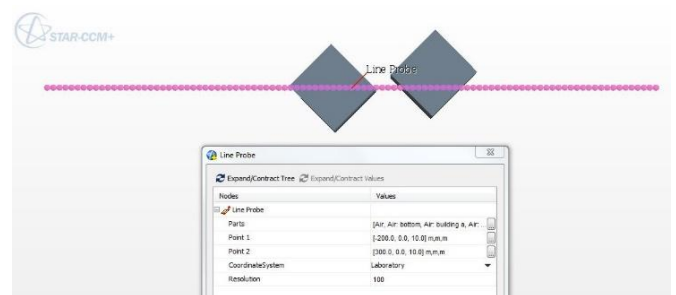 STAR-CCM+
Line Probe
Line Probe
Expand/Contract Tree Expand/Contract Values
Nodes Values
Line Probe
Parts [Air, Air: bottom, Air: building a, Air: ...
Point 1 [-200.0, 0.0, 10.0] m,m,m
Point 2 [300.0, 0.0, 10.0] m,m,m
CoordinateSystem Laboratory
Resolution 100